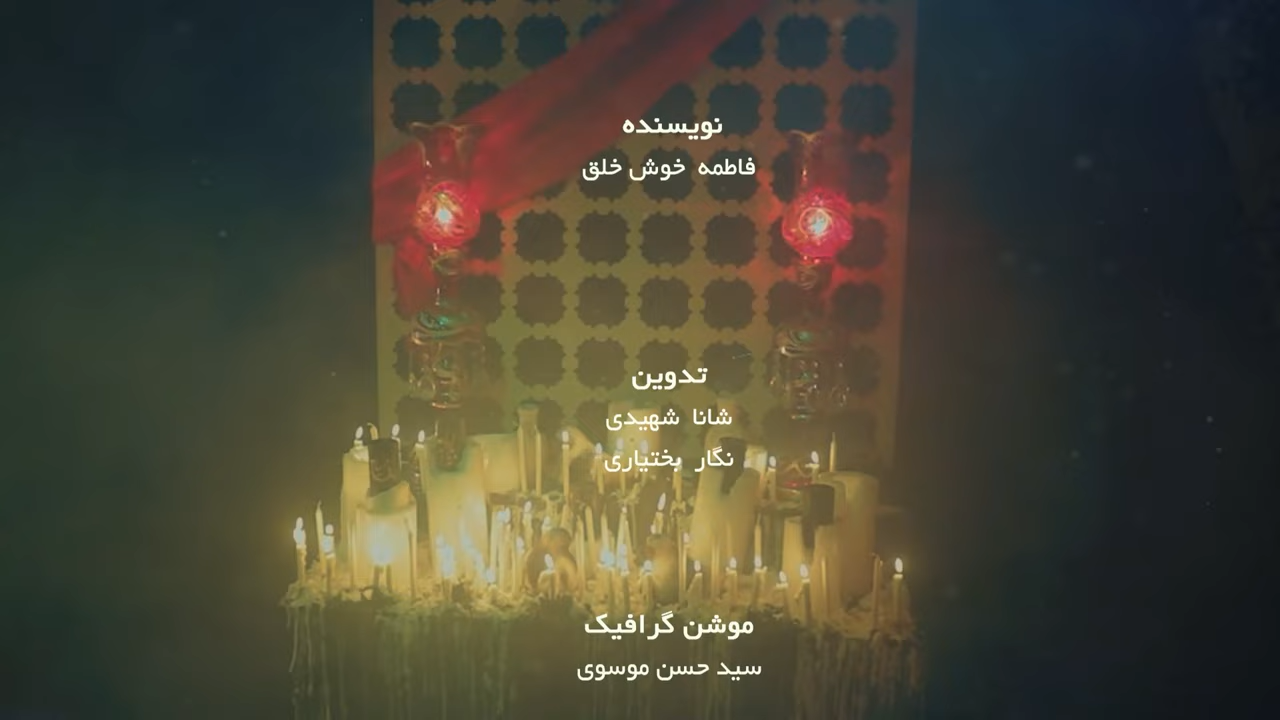 نویسنده
فاطمه خوش خلق
تدوین
شانا شهیدی
نگار بختیاری
موشن گرافیک
سید حسن موسوی